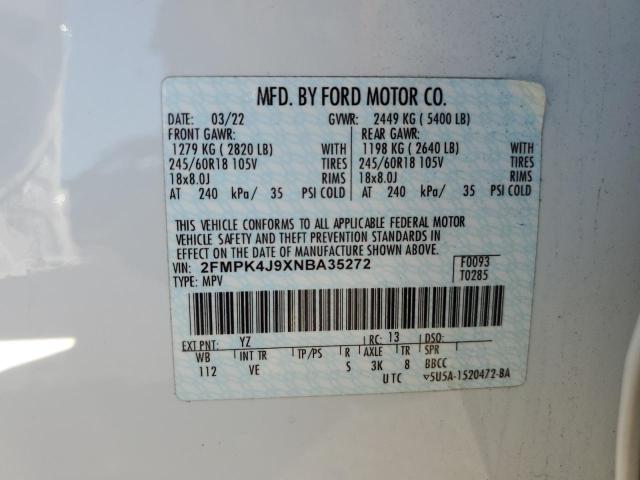 MFD. BY FORD MOTOR CO.
DATE: 03/22 GVWR: 2449 KG ( 5400 LB)
FRONT GAWR: REAR GAWR:
1279 KG ( 2820 LB) WITH 1198 KG ( 2640 LB) WITH
245/60R18 105V TIRES 245/60R18 105V TIRES
18x8.0J RIMS 18x8.0J RIMS
AT 240 kPa/ 35 PSI COLD AT 240 kPa/ 35 PSI COLD
THIS VEHICLE CONFORMS TO ALL APPLICABLE FEDERAL MOTOR
VEHICLE SAFETY AND THEFT PREVENTION STANDARDS IN
EFFECT ON THE DATE OF MANUFACTURE SHOWN ABOVE.
VIN: 2FMPK4J9XNBA35272 F0093
TYPE: MPV T0285
EXT PNT: YZ RC: 13 DSO:
WB INT TR TP/PS R AXLE TR SPR
112 VE S 3K 8 BBCC
UTC ▿5U5A-1520472-BA